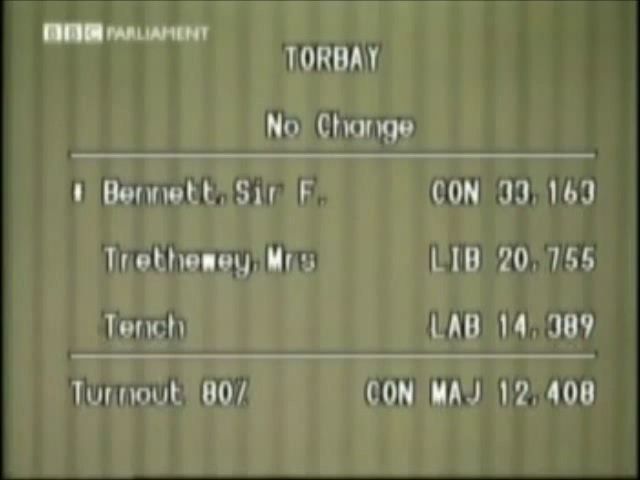 BBC PARLIAMENT
TORBAY
No Change
* Bennett,Sir F. CON 33,163
Trethewey,Mrs LIB 20,755
Tench LAB 14,389
Turnout 80% CON MAJ 12,408